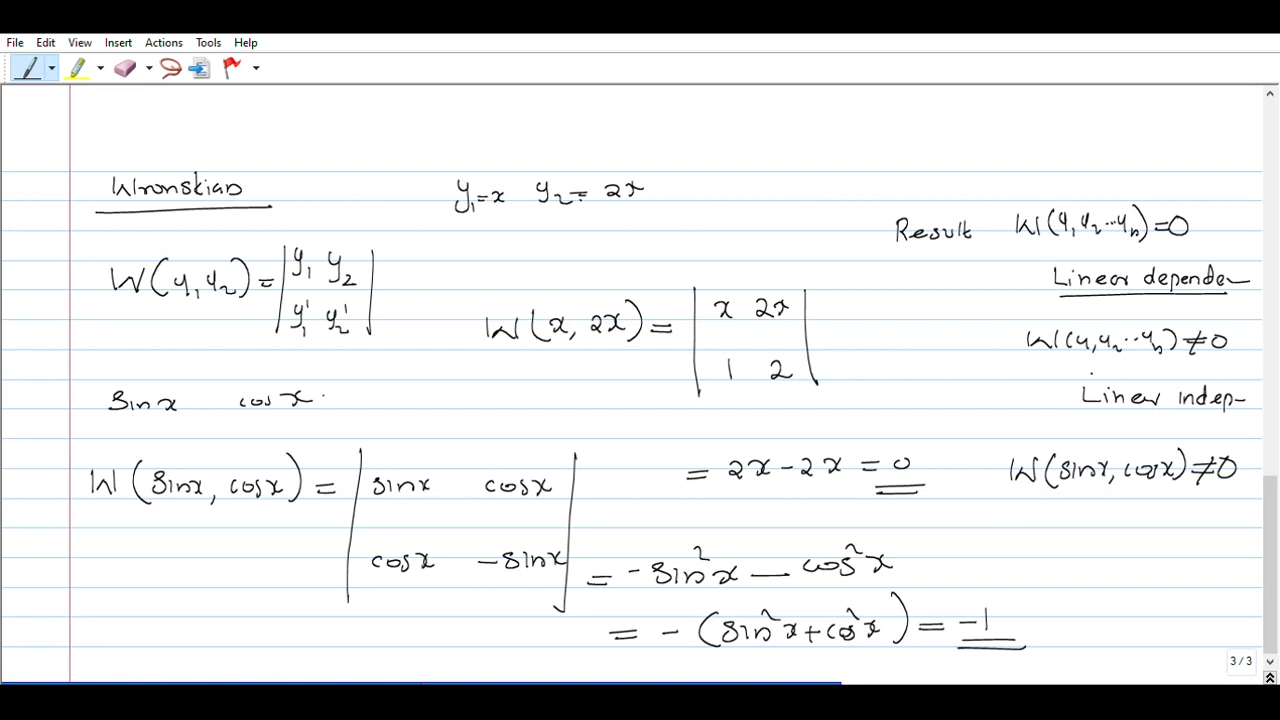 File Edit View Insert Actions Tools Help
Wronskian
y₁=x y₂= 2x
Result W(y₁,y₂...yₙ)=0
W(y₁,y₂)= |y₁ y₂
y₁' y₂'|
Linear dependen
W(x, 2x) = |x 2x
1 2|
W(y₁,y₂...yₙ)≠0
sinx cosx.
Linear indep-
W(sinx, cosx) = |sinx cosx
cosx -sinx|
= 2x-2x = 0
W(sinx, cosx)≠0
= -sin²x — cos²x
= - (sin²x+cos²x) = -1
3/3